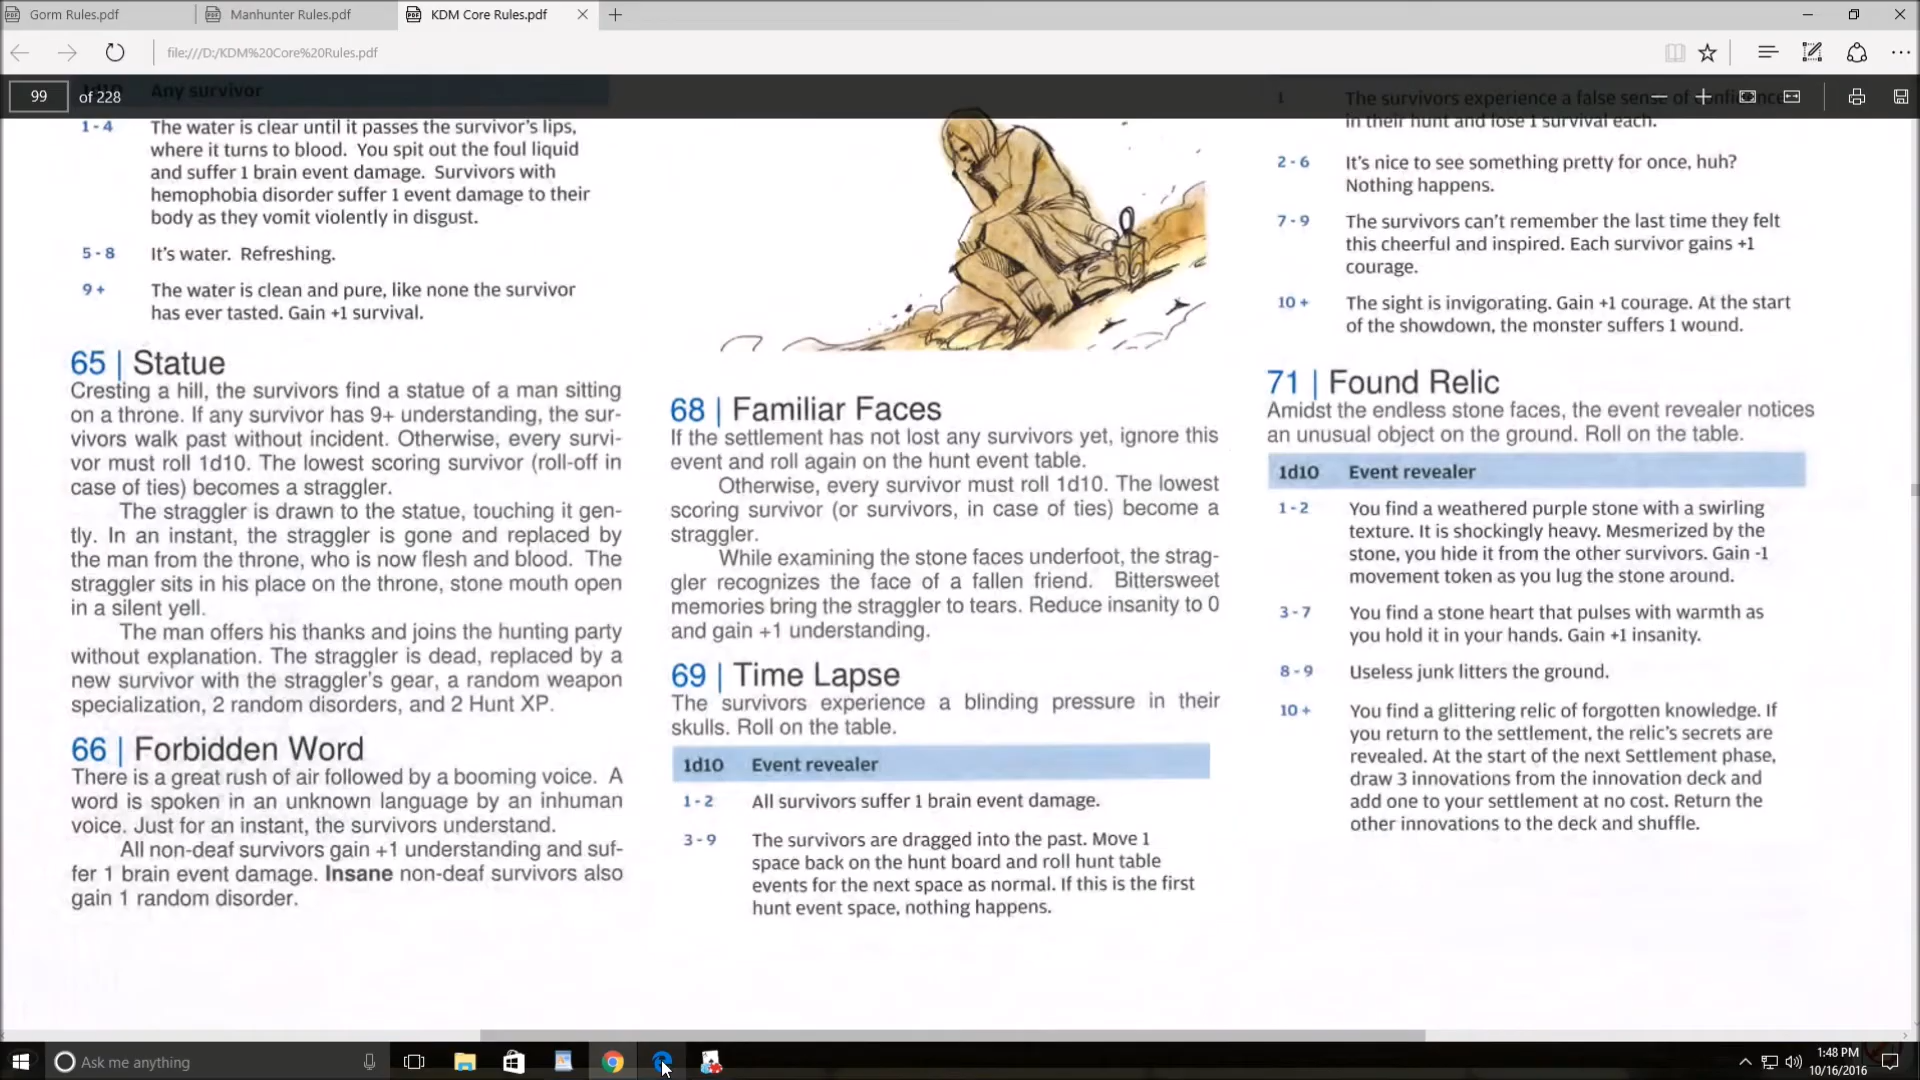 Gorm Rules.pdf
Manhunter Rules.pdf
KDM Core Rules.pdf
file:///D:/KDM%20Core%20Rules.pdf
99 of 228
1d10 Any survivor
1 - 4 The water is clear until it passes the survivor's lips,
where it turns to blood. You spit out the foul liquid
and suffer 1 brain event damage. Survivors with
hemophobia disorder suffer 1 event damage to their
body as they vomit violently in disgust.
5 - 8 It's water. Refreshing.
9 + The water is clean and pure, like none the survivor
has ever tasted. Gain +1 survival.
65 | Statue
Cresting a hill, the survivors find a statue of a man sitting
on a throne. If any survivor has 9+ understanding, the sur-
vivors walk past without incident. Otherwise, every survi-
vor must roll 1d10. The lowest scoring survivor (roll-off in
case of ties) becomes a straggler.
The straggler is drawn to the statue, touching it gen-
tly. In an instant, the straggler is gone and replaced by
the man from the throne, who is now flesh and blood. The
straggler sits in his place on the throne, stone mouth open
in a silent yell.
The man offers his thanks and joins the hunting party
without explanation. The straggler is dead, replaced by a
new survivor with the straggler's gear, a random weapon
specialization, 2 random disorders, and 2 Hunt XP.
66 | Forbidden Word
There is a great rush of air followed by a booming voice. A
word is spoken in an unknown language by an inhuman
voice. Just for an instant, the survivors understand.
All non-deaf survivors gain +1 understanding and suf-
fer 1 brain event damage. Insane non-deaf survivors also
gain 1 random disorder.
68 | Familiar Faces
If the settlement has not lost any survivors yet, ignore this
event and roll again on the hunt event table.
Otherwise, every survivor must roll 1d10. The lowest
scoring survivor (or survivors, in case of ties) become a
straggler.
While examining the stone faces underfoot, the strag-
gler recognizes the face of a fallen friend. Bittersweet
memories bring the straggler to tears. Reduce insanity to 0
and gain +1 understanding.
69 | Time Lapse
The survivors experience a blinding pressure in their
skulls. Roll on the table.
1d10 Event revealer
1 - 2 All survivors suffer 1 brain event damage.
3 - 9 The survivors are dragged into the past. Move 1
space back on the hunt board and roll hunt table
events for the next space as normal. If this is the first
hunt event space, nothing happens.
1 The survivors experience a false sense of confidence
in their hunt and lose 1 survival each.
2 - 6 It's nice to see something pretty for once, huh?
Nothing happens.
7 - 9 The survivors can't remember the last time they felt
this cheerful and inspired. Each survivor gains +1
courage.
10 + The sight is invigorating. Gain +1 courage. At the start
of the showdown, the monster suffers 1 wound.
71 | Found Relic
Amidst the endless stone faces, the event revealer notices
an unusual object on the ground. Roll on the table.
1d10 Event revealer
1 - 2 You find a weathered purple stone with a swirling
texture. It is shockingly heavy. Mesmerized by the
stone, you hide it from the other survivors. Gain -1
movement token as you lug the stone around.
3 - 7 You find a stone heart that pulses with warmth as
you hold it in your hands. Gain +1 insanity.
8 - 9 Useless junk litters the ground.
10 + You find a glittering relic of forgotten knowledge. If
you return to the settlement, the relic's secrets are
revealed. At the start of the next Settlement phase,
draw 3 innovations from the innovation deck and
add one to your settlement at no cost. Return the
other innovations to the deck and shuffle.
Ask me anything
1:48 PM
10/16/2016